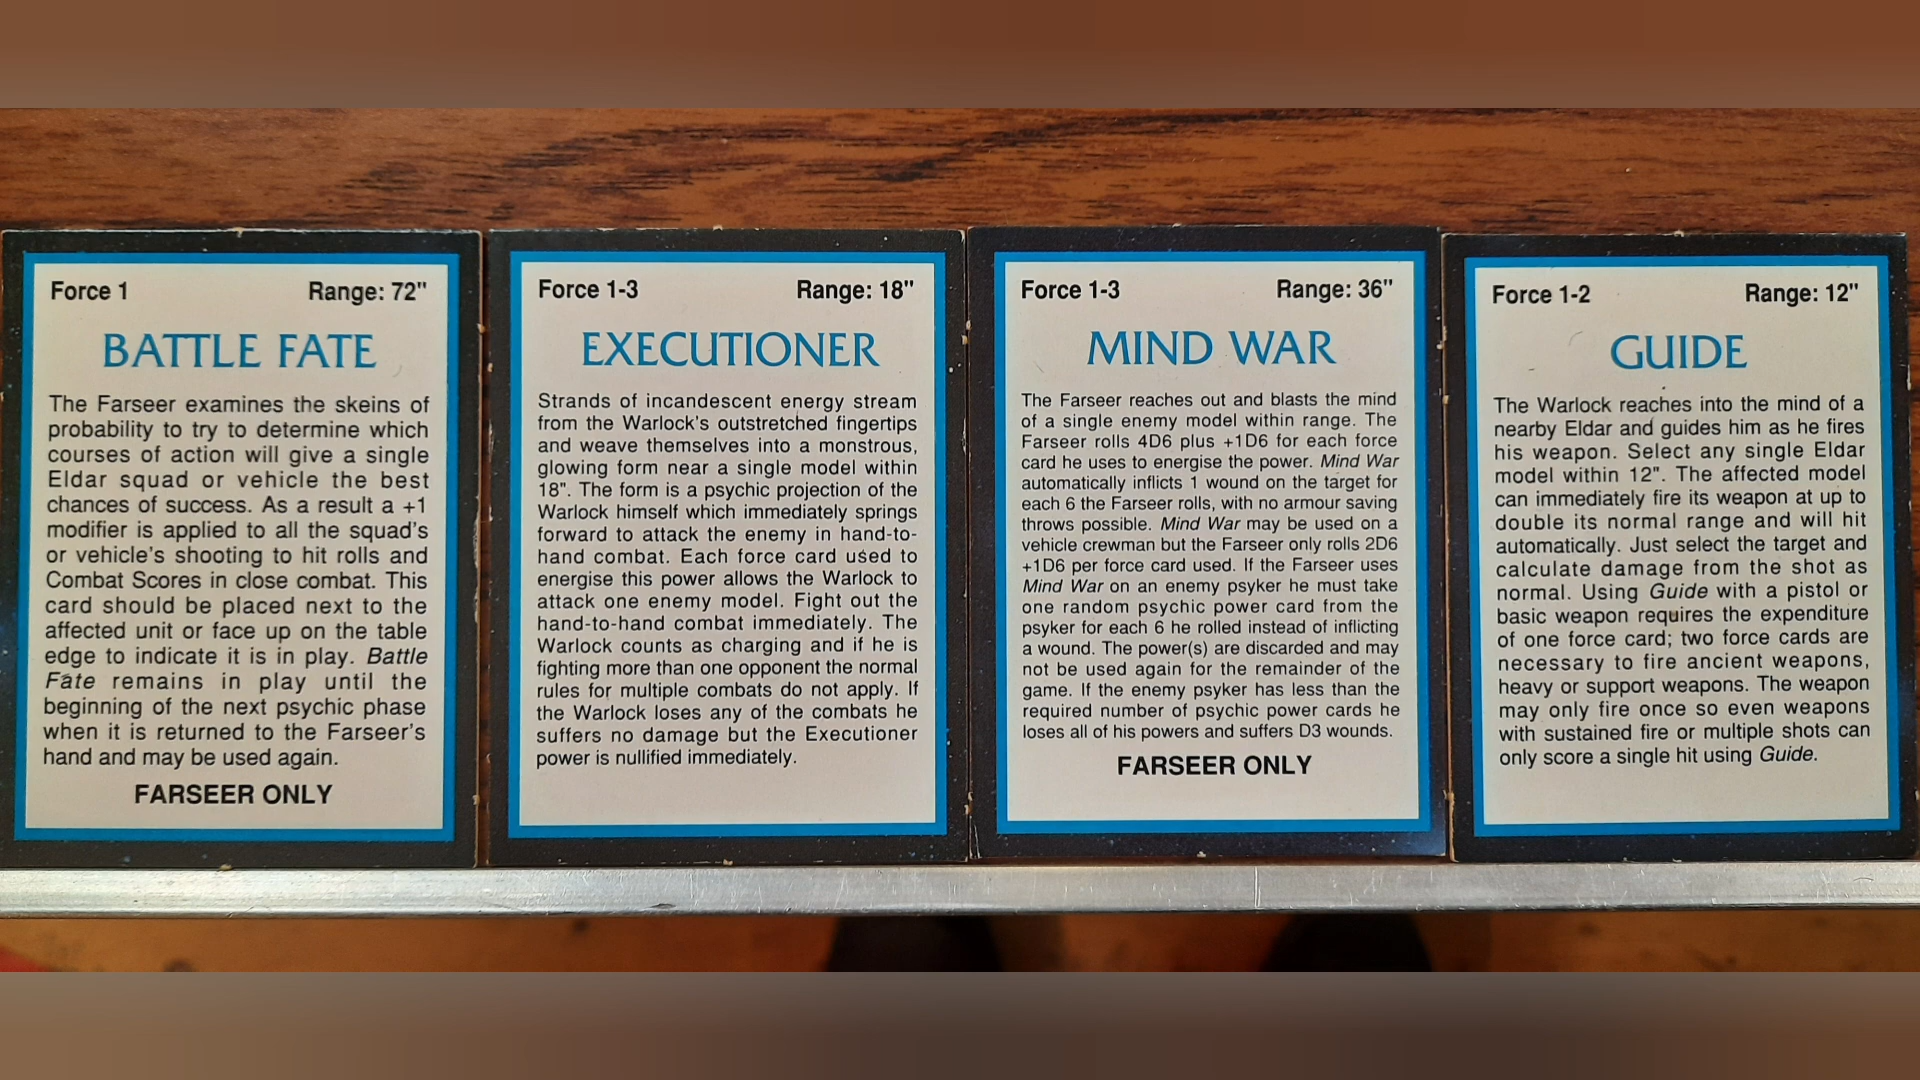 Force 1 Range: 72"
BATTLE FATE
The Farseer examines the skeins of
probability to try to determine which
courses of action will give a single
Eldar squad or vehicle the best
chances of success. As a result a +1
modifier is applied to all the squad's
or vehicle's shooting to hit rolls and
Combat Scores in close combat. This
card should be placed next to the
affected unit or face up on the table
edge to indicate it is in play. Battle
Fate remains in play until the
beginning of the next psychic phase
when it is returned to the Farseer's
hand and may be used again.
FARSEER ONLY
Force 1-3 Range: 18"
EXECUTIONER
Strands of incandescent energy stream
from the Warlock's outstretched fingertips
and weave themselves into a monstrous,
glowing form near a single model within
18". The form is a psychic projection of the
Warlock himself which immediately springs
forward to attack the enemy in hand-to-
hand combat. Each force card used to
energise this power allows the Warlock to
attack one enemy model. Fight out the
hand-to-hand combat immediately. The
Warlock counts as charging and if he is
fighting more than one opponent the normal
rules for multiple combats do not apply. If
the Warlock loses any of the combats he
suffers no damage but the Executioner
power is nullified immediately.
Force 1-3 Range: 36"
MIND WAR
The Farseer reaches out and blasts the mind
of a single enemy model within range. The
Farseer rolls 4D6 plus +1D6 for each force
card he uses to energise the power. Mind War
automatically inflicts 1 wound on the target for
each 6 the Farseer rolls, with no armour saving
throws possible. Mind War may be used on a
vehicle crewman but the Farseer only rolls 2D6
+1D6 per force card used. If the Farseer uses
Mind War on an enemy psyker he must take
one random psychic power card from the
psyker for each 6 he rolled instead of inflicting
a wound. The power(s) are discarded and may
not be used again for the remainder of the
game. If the enemy psyker has less than the
required number of psychic power cards he
loses all of his powers and suffers D3 wounds.
FARSEER ONLY
Force 1-2 Range: 12"
GUIDE
The Warlock reaches into the mind of a
nearby Eldar and guides him as he fires
his weapon. Select any single Eldar
model within 12". The affected model
can immediately fire its weapon at up to
double its normal range and will hit
automatically. Just select the target and
calculate damage from the shot as
normal. Using Guide with a pistol or
basic weapon requires the expenditure
of one force card; two force cards are
necessary to fire ancient weapons,
heavy or support weapons. The weapon
may only fire once so even weapons
with sustained fire or multiple shots can
only score a single hit using Guide.